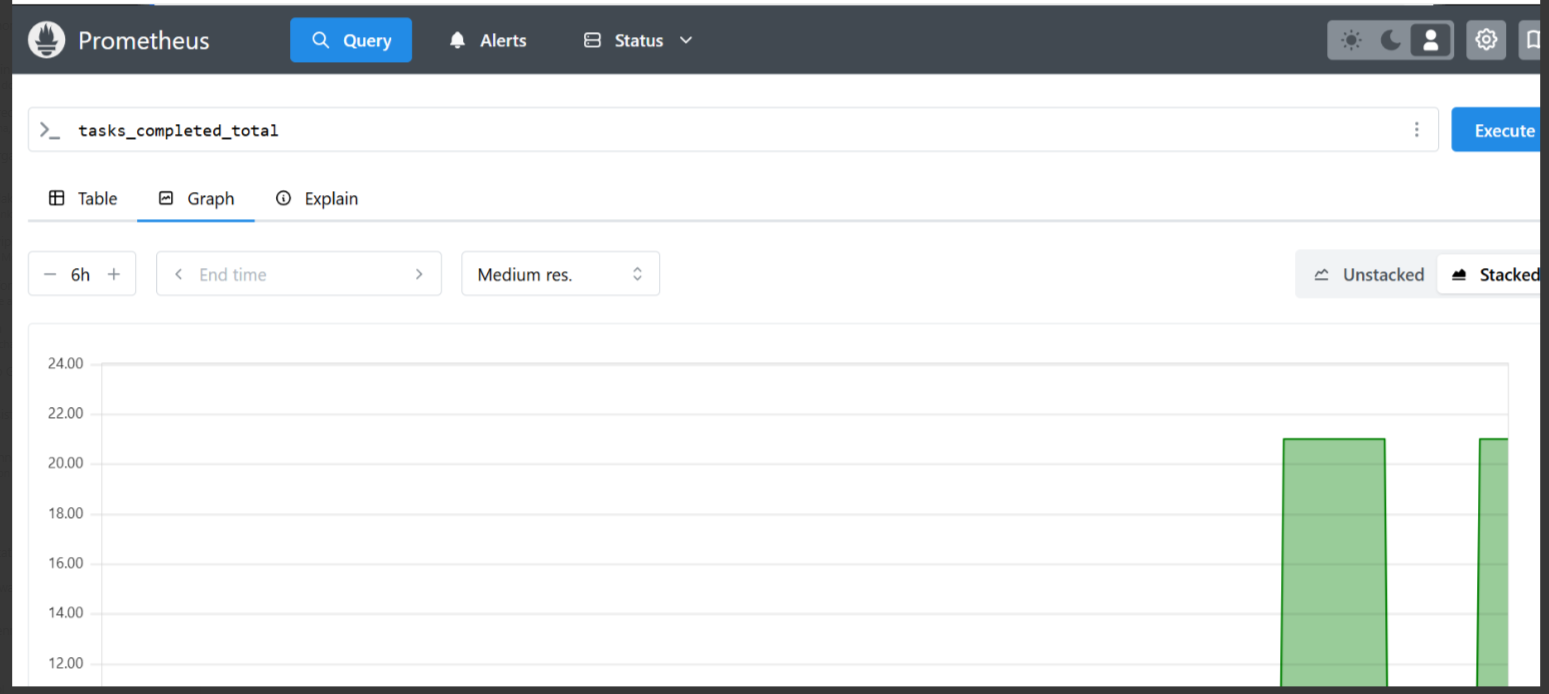 Prometheus Query Alerts Status
tasks_completed_total Execute
Table Graph Explain
6h End time Medium res. Unstacked Stacked
24.00
22.00
20.00
18.00
16.00
14.00
12.00